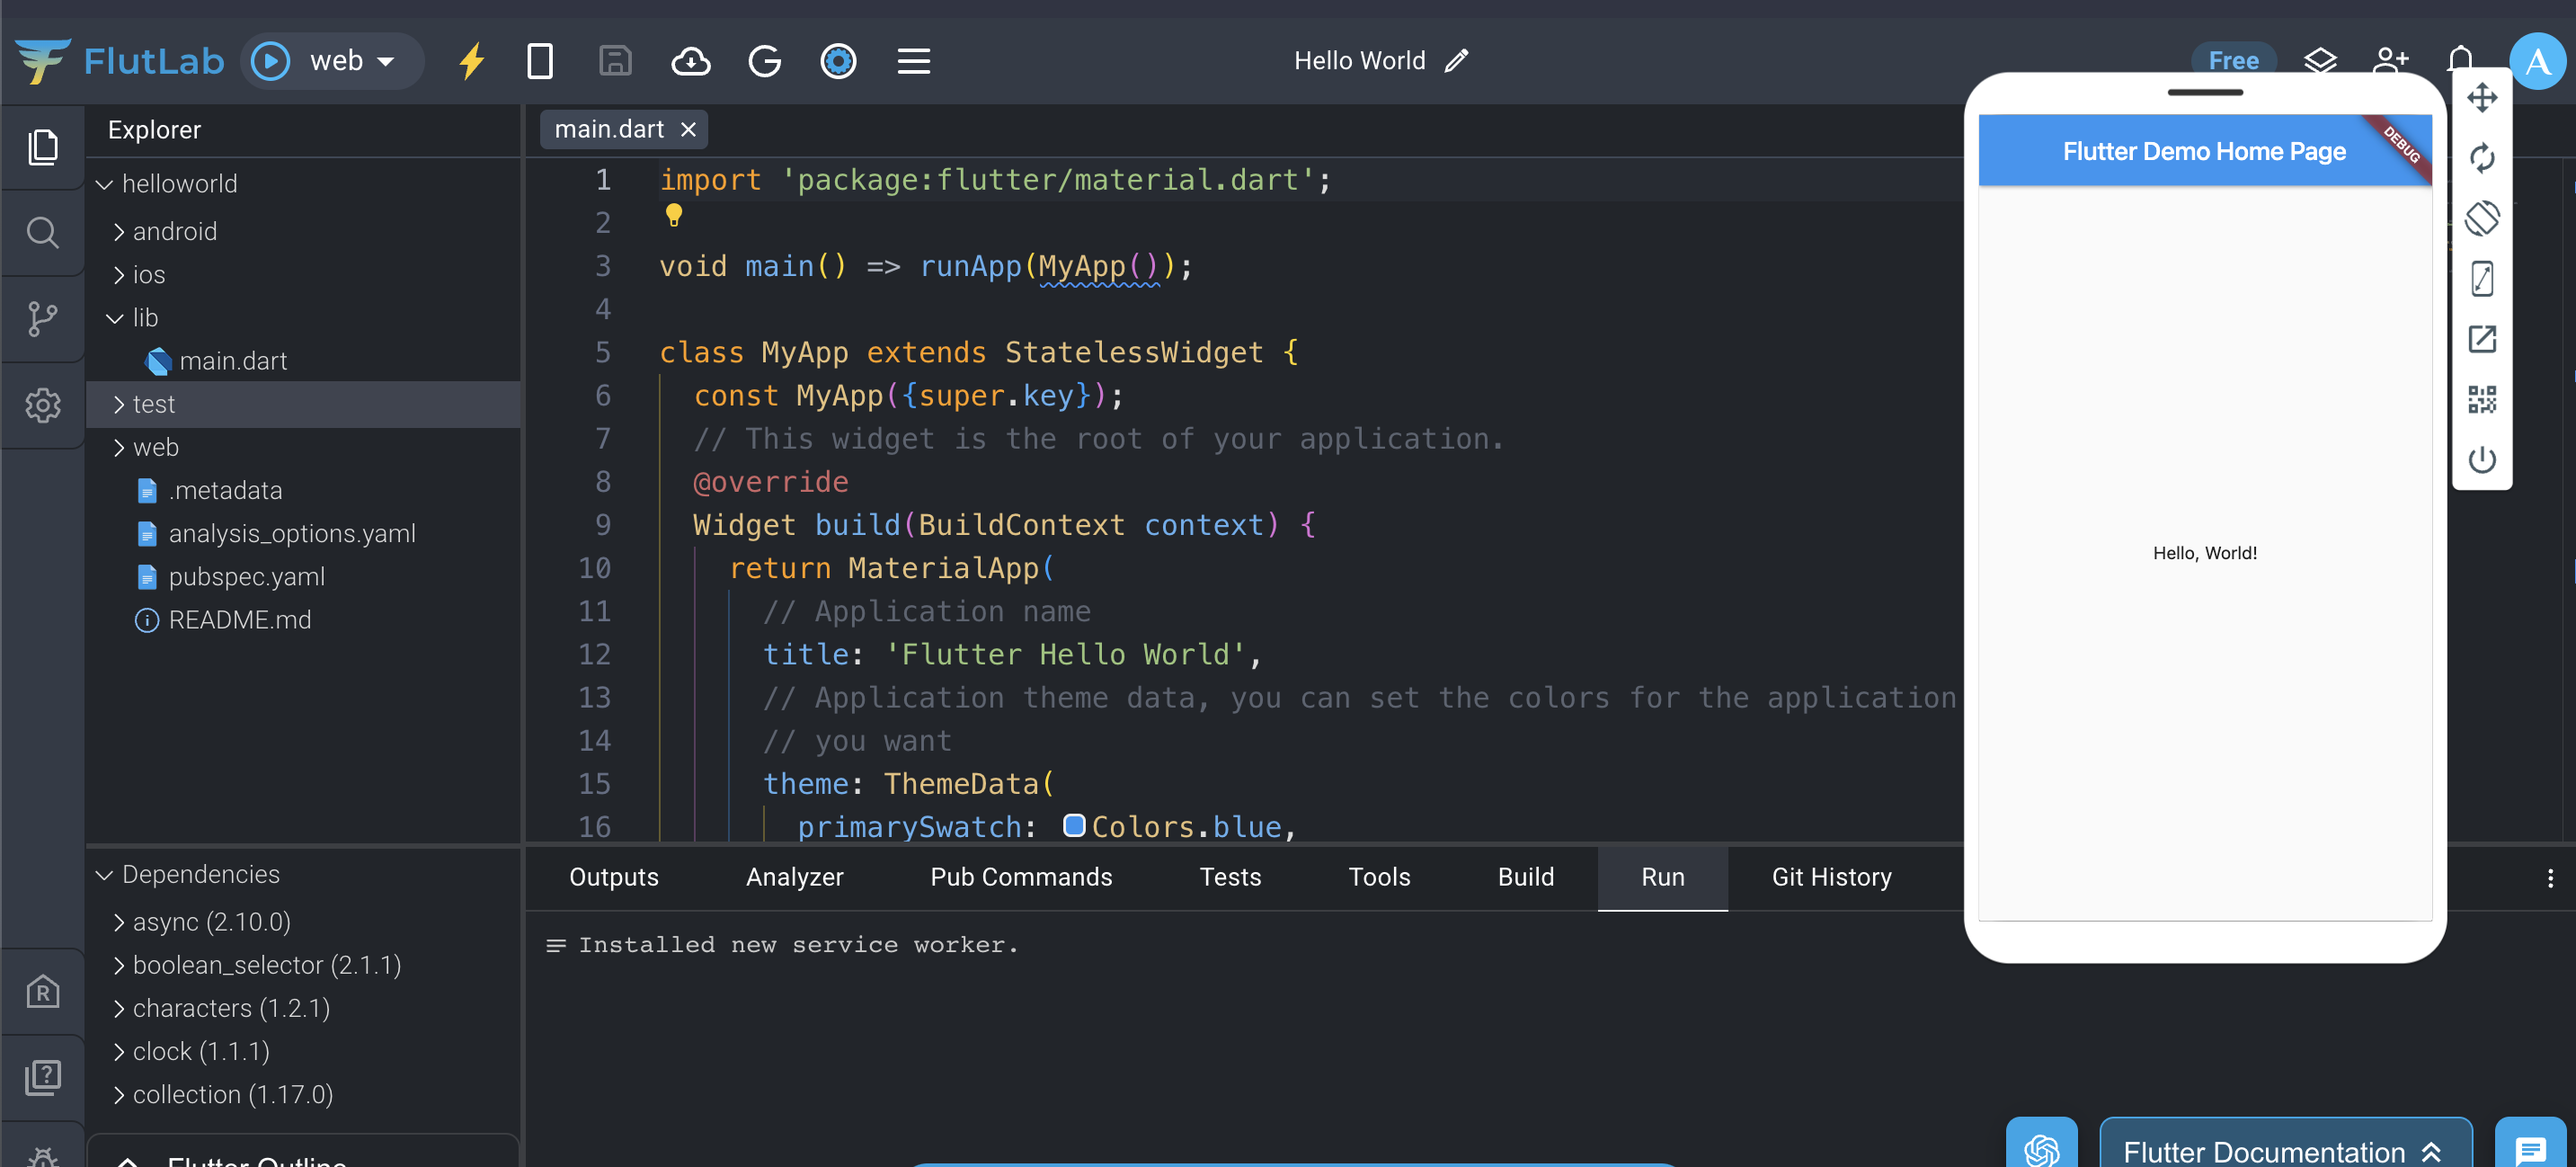 FlutLab
web
Hello World
Free
A
Explorer
helloworld
android
ios
lib
main.dart
test
web
.metadata
analysis_options.yaml
pubspec.yaml
README.md
Dependencies
async (2.10.0)
boolean_selector (2.1.1)
characters (1.2.1)
clock (1.1.1)
collection (1.17.0)
Flutter Outline
main.dart
1 import 'package:flutter/material.dart';
2
3 void main() => runApp(MyApp());
4
5 class MyApp extends StatelessWidget {
6 const MyApp({super.key});
7 // This widget is the root of your application.
8 @override
9 Widget build(BuildContext context) {
10 return MaterialApp(
11 // Application name
12 title: 'Flutter Hello World',
13 // Application theme data, you can set the colors for the application
14 // you want
15 theme: ThemeData(
16 primarySwatch: Colors.blue,
Outputs Analyzer Pub Commands Tests Tools Build Run Git History
Installed new service worker.
Flutter Demo Home Page
DEBUG
Hello, World!
Flutter Documentation